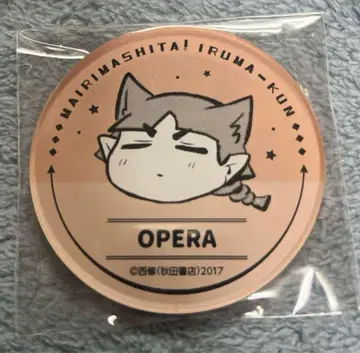 MAIRIMASHITA! IRUMA-KUN
OPERA
©西修(秋田書店)2017